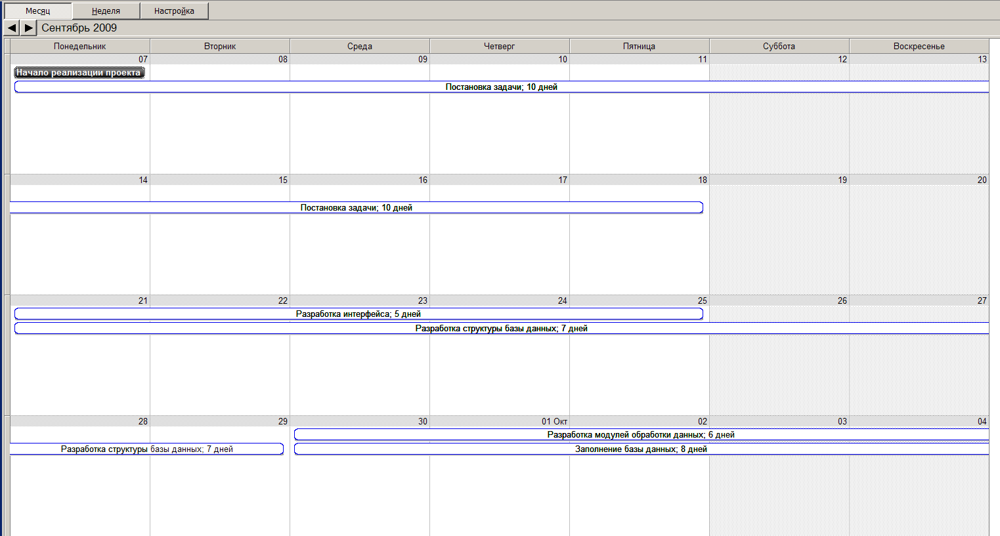 Месяц Неделя Настройка
Сентябрь 2009
Понедельник Вторник Среда Четверг Пятница Суббота Воскресенье
07 08 09 10 11 12 13
Начало реализации проекта
Постановка задачи; 10 дней
14 15 16 17 18 19 20
Постановка задачи; 10 дней
21 22 23 24 25 26 27
Разработка интерфейса; 5 дней
Разработка структуры базы данных; 7 дней
28 29 30 01 Окт 02 03 04
Разработка модулей обработки данных; 6 дней
Разработка структуры базы данных; 7 дней Заполнение базы данных; 8 дней